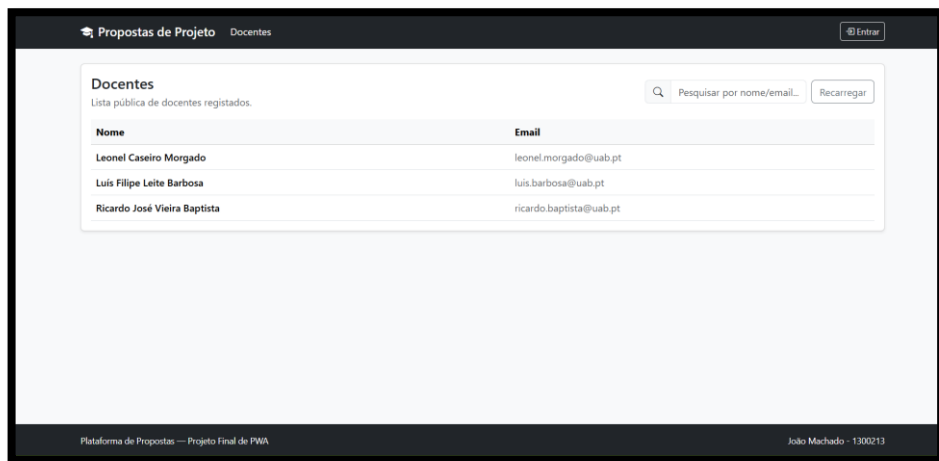 Propostas de Projeto Docentes Entrar
Docentes
Lista pública de docentes registados.
Pesquisar por nome/email... Recarregar
Nome Email
Leonel Caseiro Morgado leonel.morgado@uab.pt
Luís Filipe Leite Barbosa luis.barbosa@uab.pt
Ricardo José Vieira Baptista ricardo.baptista@uab.pt
Plataforma de Propostas — Projeto Final de PWA João Machado - 1300213